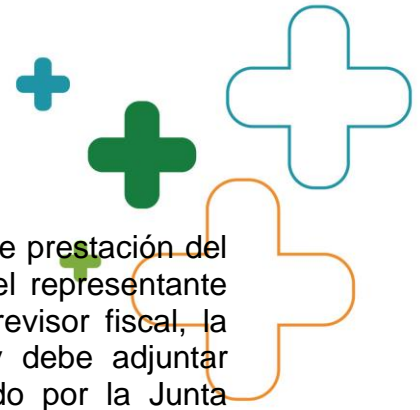 e prestación del
el representante
revisor fiscal, la
y debe adjuntar
do por la Junta